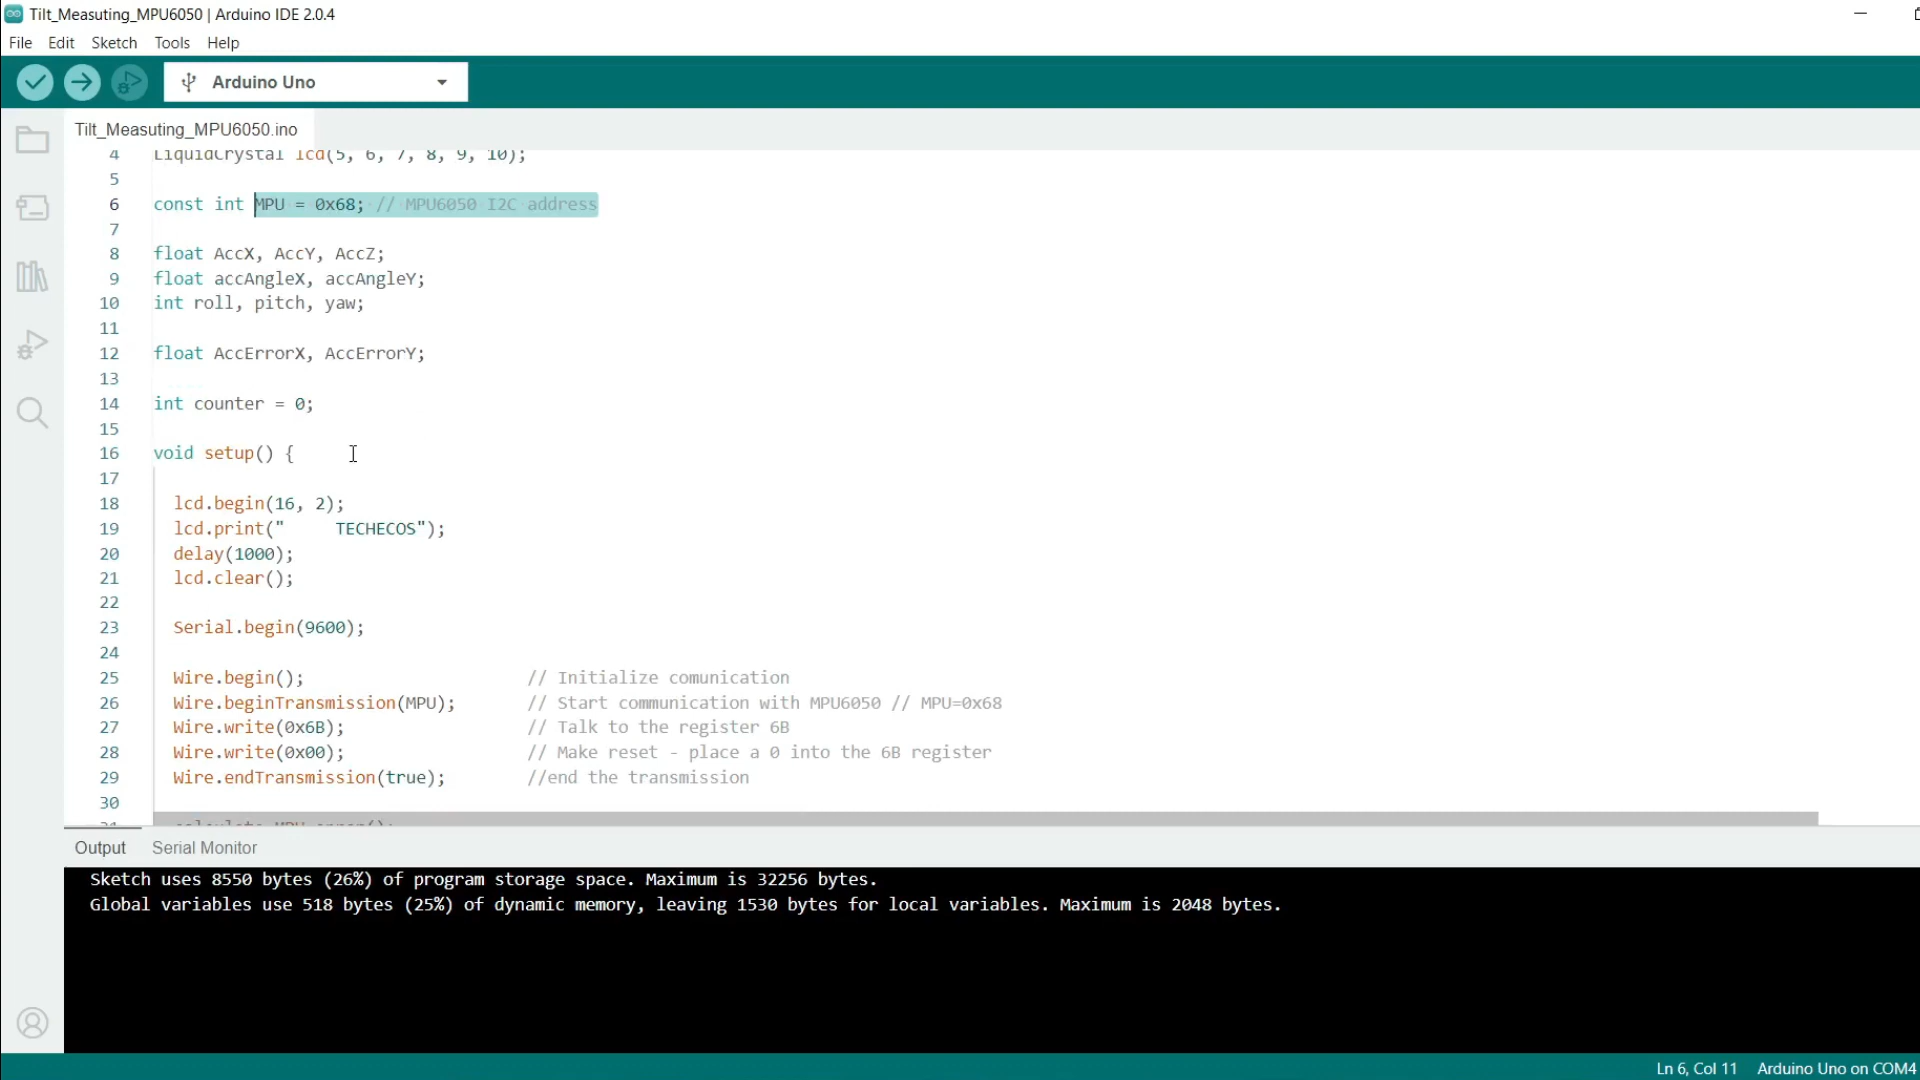 Tilt_Measuting_MPU6050 | Arduino IDE 2.0.4
File Edit Sketch Tools Help
Arduino Uno
Tilt_Measuting_MPU6050.ino
4 LiquidCrystal lcd(5, 6, 7, 8, 9, 10);
5
6 const int MPU = 0x68; // MPU6050 I2C address
7
8 float AccX, AccY, AccZ;
9 float accAngleX, accAngleY;
10 int roll, pitch, yaw;
11
12 float AccErrorX, AccErrorY;
13
14 int counter = 0;
15
16 void setup() {
17
18 lcd.begin(16, 2);
19 lcd.print("     TECHECOS");
20 delay(1000);
21 lcd.clear();
22
23 Serial.begin(9600);
24
25 Wire.begin(); // Initialize comunication
26 Wire.beginTransmission(MPU); // Start communication with MPU6050 // MPU=0x68
27 Wire.write(0x6B); // Talk to the register 6B
28 Wire.write(0x00); // Make reset - place a 0 into the 6B register
29 Wire.endTransmission(true); //end the transmission
30
Output Serial Monitor
Sketch uses 8550 bytes (26%) of program storage space. Maximum is 32256 bytes.
Global variables use 518 bytes (25%) of dynamic memory, leaving 1530 bytes for local variables. Maximum is 2048 bytes.
Ln 6, Col 11 Arduino Uno on COM4